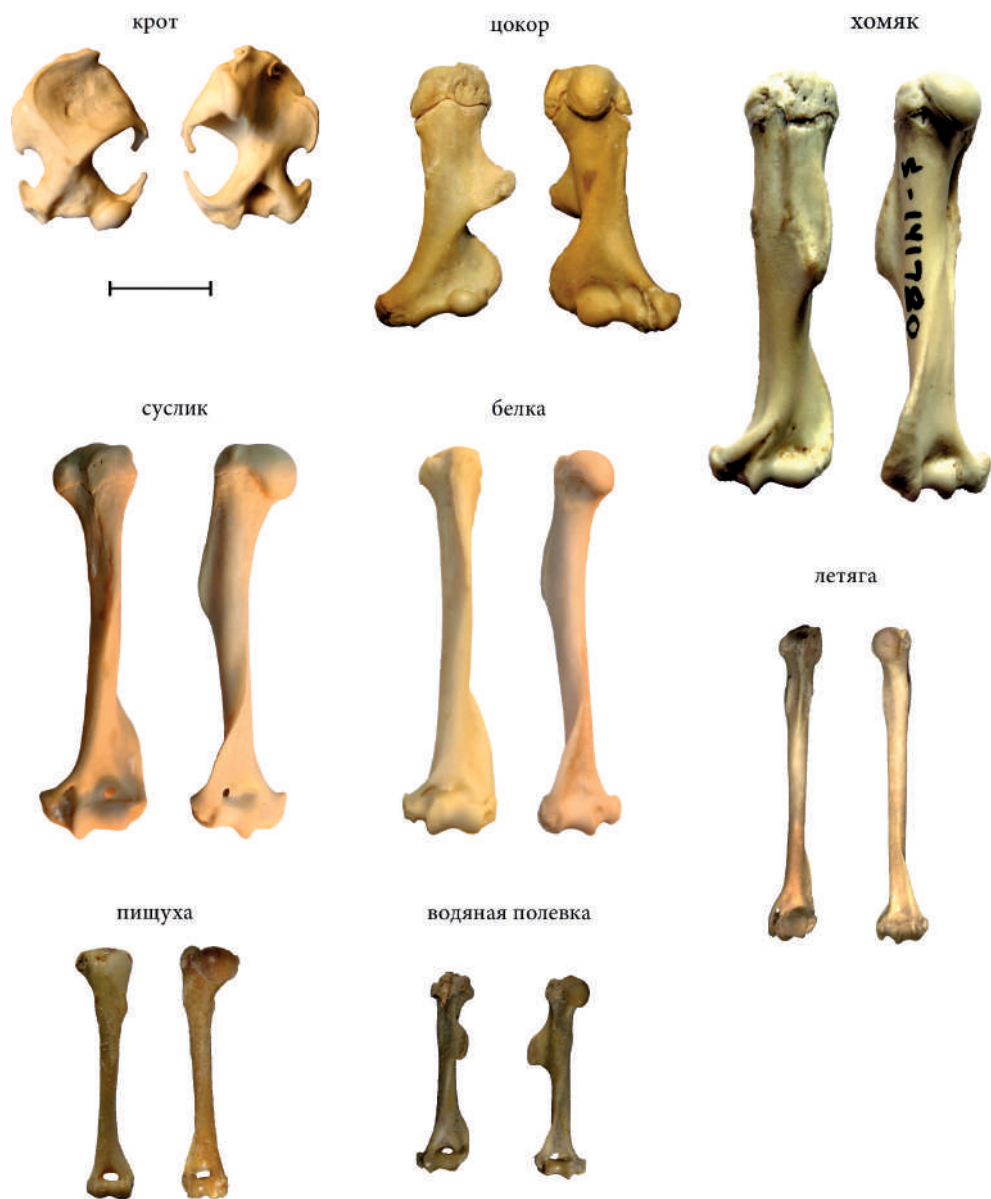 крот
цокор
хомяк
суслик
белка
летяга
пищуха
водяная полевка